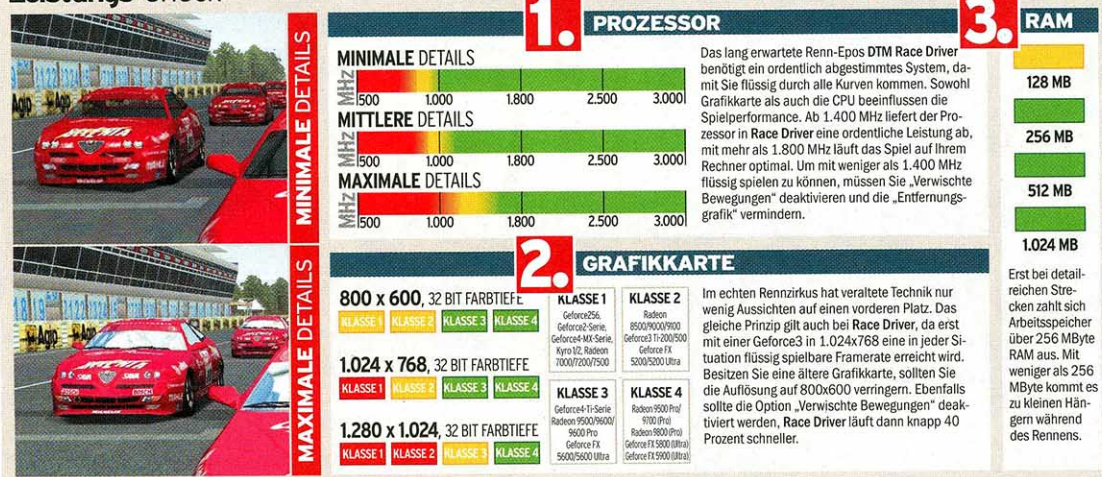 MINIMALE DETAILS
MAXIMALE DETAILS
1. PROZESSOR
MINIMALE DETAILS
MHz
500 1.000 1.800 2.500 3.000
MITTLERE DETAILS
MHz
500 1.000 1.800 2.500 3.000
MAXIMALE DETAILS
MHz
500 1.000 1.800 2.500 3.000
Das lang erwartete Renn-Epos DTM Race Driver
benötigt ein ordentlich abgestimmtes System, da-
mit Sie flüssig durch alle Kurven kommen. Sowohl
Grafikkarte als auch die CPU beeinflussen die
Spielperformance. Ab 1.400 MHz liefert der Pro-
zessor in Race Driver eine ordentliche Leistung ab,
mit mehr als 1.800 MHz läuft das Spiel auf Ihrem
Rechner optimal. Um mit weniger als 1.400 MHz
flüssig spielen zu können, müssen Sie „Verwischte
Bewegungen“ deaktivieren und die „Entfernungs-
grafik“ vermindern.
2. GRAFIKKARTE
800 x 600, 32 BIT FARBTIEFE
KLASSE 1 KLASSE 2 KLASSE 3 KLASSE 4
1.024 x 768, 32 BIT FARBTIEFE
KLASSE 1 KLASSE 2 KLASSE 3 KLASSE 4
1.280 x 1.024, 32 BIT FARBTIEFE
KLASSE 1 KLASSE 2 KLASSE 3 KLASSE 4
KLASSE 1
Geforce256,
Geforce2-Serie,
Geforce4-MX-Serie,
Kyro 1/2, Radeon
7000/7200/7500
KLASSE 2
Radeon
8500/9000/9100
Geforce3 Ti-200/500
Geforce FX
5200/5200 Ultra
KLASSE 3
Geforce4-Ti-Serie
Radeon 9500/9600/
9600 Pro
Geforce FX
5600/5600 Ultra
KLASSE 4
Radeon 9500 Pro/
9700 (Pro)
Radeon 9800 (Pro)
Geforce FX 5800 (Ultra)
Geforce FX 5900 (Ultra)
Im echten Rennzirkus hat veraltete Technik nur
wenig Aussichten auf einen vorderen Platz. Das
gleiche Prinzip gilt auch bei Race Driver, da erst
mit einer Geforce3 in 1.024x768 eine in jeder Si-
tuation flüssig spielbare Framerate erreicht wird.
Besitzen Sie eine ältere Grafikkarte, sollten Sie
die Auflösung auf 800x600 verringern. Ebenfalls
sollte die Option „Verwischte Bewegungen“ deak-
tiviert werden, Race Driver läuft dann knapp 40
Prozent schneller.
3. RAM
128 MB
256 MB
512 MB
1.024 MB
Erst bei detail-
reichen Stre-
cken zahlt sich
Arbeitsspeicher
über 256 MByte
RAM aus. Mit
weniger als 256
MByte kommt es
zu kleinen Hän-
gern während
des Rennens.